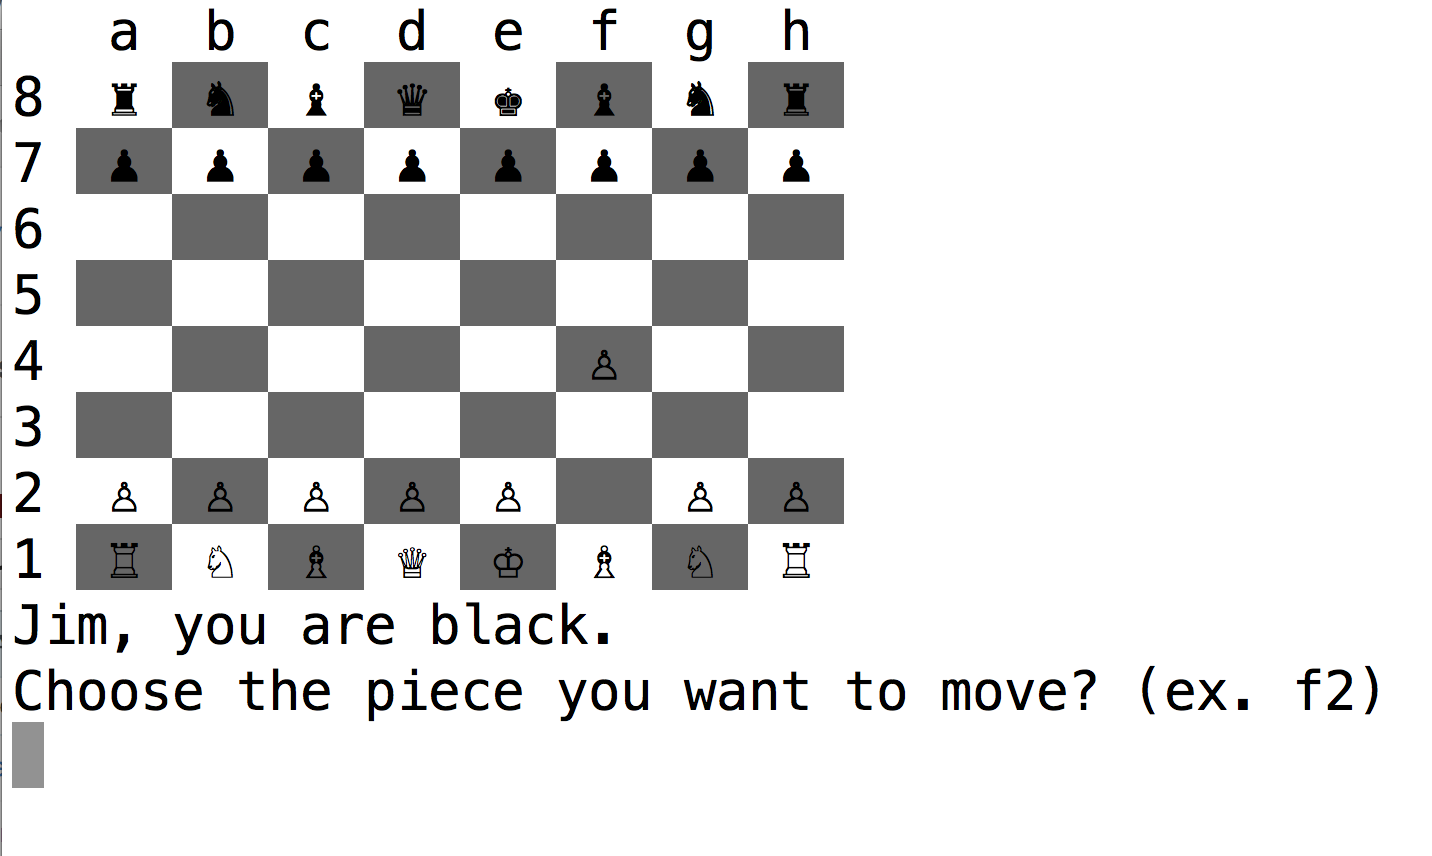 a b c d e f g h
8 ♜ ♞ ♝ ♛ ♚ ♝ ♞ ♜
7 ♟ ♟ ♟ ♟ ♟ ♟ ♟ ♟
6
5
4 ♙
3
2 ♙ ♙ ♙ ♙ ♙ ♙ ♙
1 ♖ ♘ ♗ ♕ ♔ ♗ ♘ ♖
Jim, you are black.
Choose the piece you want to move? (ex. f2)